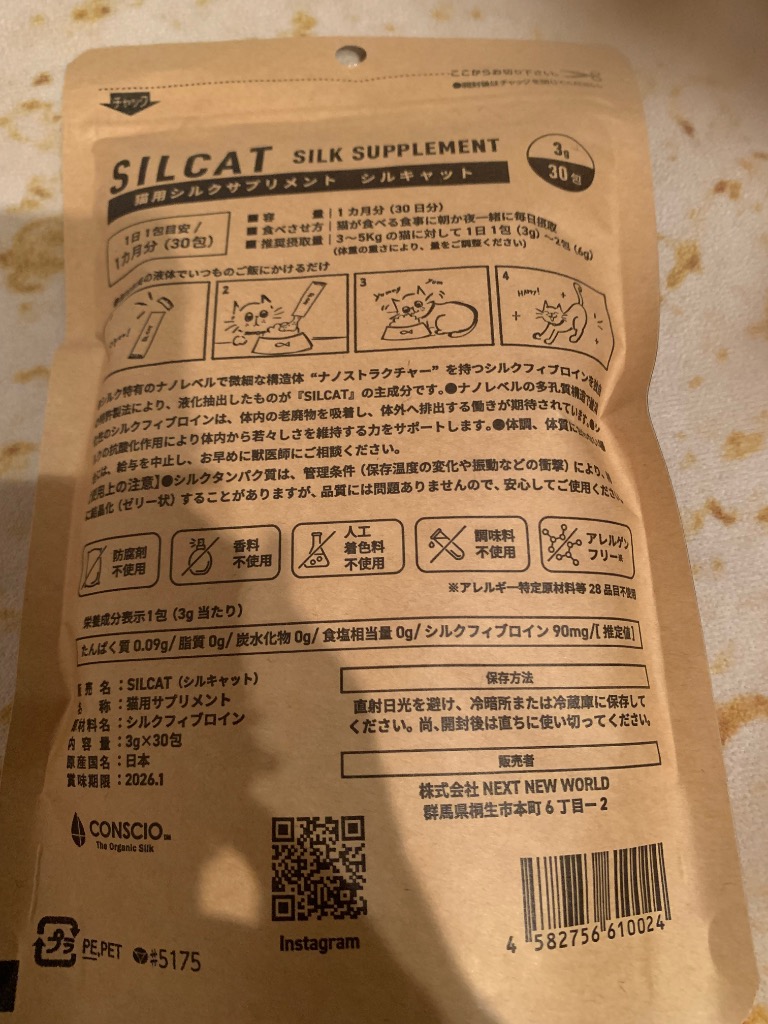 チャック
ここからお切り下さい。
SILCAT SILK SUPPLEMENT
猫用シルクサプリメント シルキャット
3g
30包
1日1包目安/
1カ月分(30包)
■容 量|1カ月分(30日分)
■食べさせ方|猫が食べる食事に朝か夜一緒に毎日摂取
■推奨摂取量|3〜5Kgの猫に対して1日1包(3g)〜2包(6g)
(体重の重さにより、量をご調整ください)
の液体でいつものご飯にかけるだけ
2
3
Yummy! Yum
4
HAPPY!
シルク特有のナノレベルで微細な構造体“ナノストラクチャー”を持つシルクフィブロインを
特許製法により、液化抽出したものが『SILCAT』の主成分です。●ナノレベルの多孔質構造
のシルクフィブロインは、体内の老廃物を吸着し、体外へ排出する働きが期待されています。
の抗酸化作用により体内から若々しさを維持する力をサポートします。●体調、体質に
は、給与を中止し、お早めに獣医師にご相談ください。
使用上の注意】●シルクタンパク質は、管理条件(保存温度の変化や振動などの衝撃)により、
に結晶化(ゼリー状)することがありますが、品質には問題ありませんので、安心してご使用ください。
防腐剤
不使用
香料
不使用
人工
着色料
不使用
調味料
不使用
アレルゲン
フリー※
※アレルギー特定原材料等28品目不使用
栄養成分表示1包(3g当たり)
たんぱく質0.09g/脂質0g/炭水化物0g/食塩相当量0g/シルクフィブロイン90mg/[推定値]
販売名:SILCAT(シルキャット)
名 称:猫用サプリメント
原材料名:シルクフィブロイン
内容量:3g×30包
原産国名:日本
賞味期限:2026.1
保存方法
直射日光を避け、冷暗所または冷蔵庫に保存して
ください。尚、開封後は直ちに使い切ってください。
販売者
株式会社 NEXT NEW WORLD
群馬県桐生市本町6丁目ー2
CONSCIO
The Organic Silk
Instagram
プラ
PE,PET
#5175
4 582756 610024